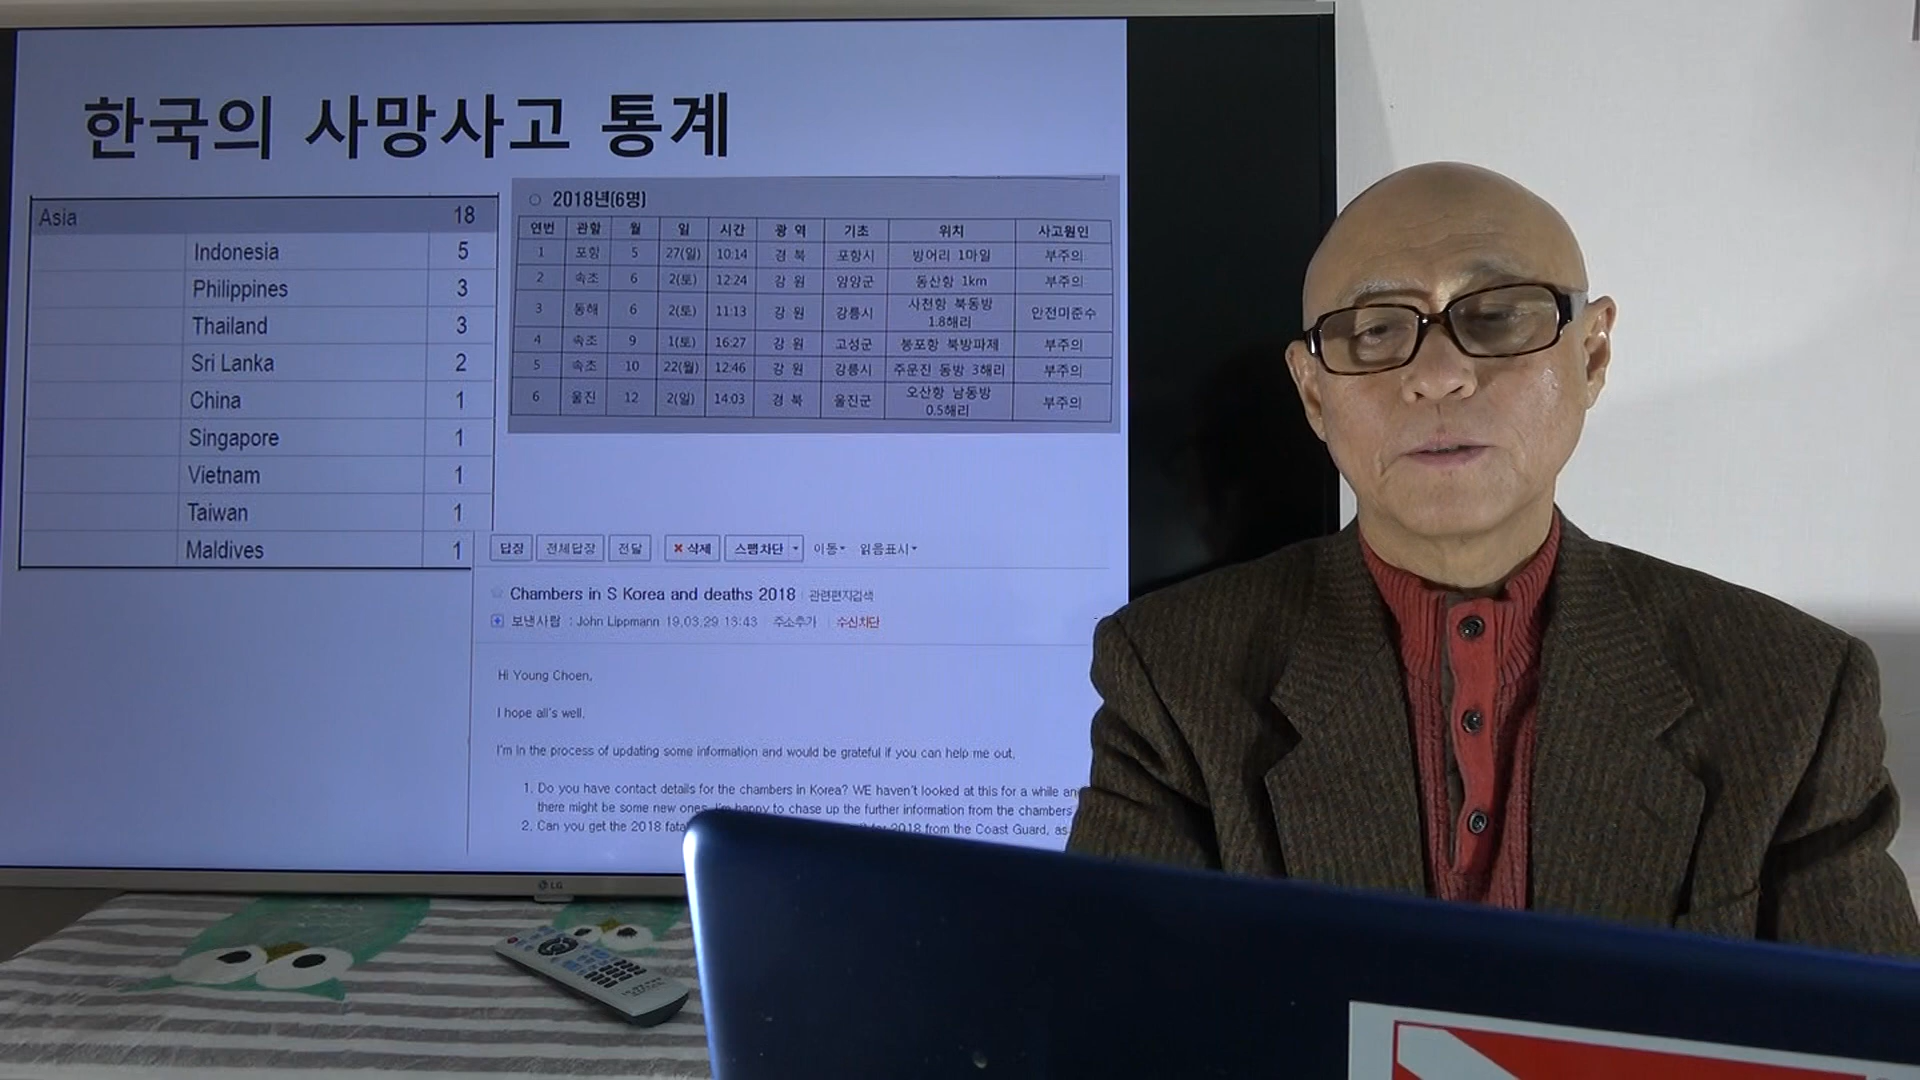 한국의 사망사고 통계
Asia 18
Indonesia 5
Philippines 3
Thailand 3
Sri Lanka 2
China 1
Singapore 1
Vietnam 1
Taiwan 1
Maldives 1
○ 2018년(6명)
연번 관할 월 일 시간 광 역 기초 위치 사고원인
1 포항 5 27(일) 10:14 경 북 포항시 방어리 1마일 부주의
2 속초 6 2(토) 12:24 강 원 양양군 동산항 1km 부주의
3 동해 6 2(토) 11:13 강 원 강릉시 사천항 북동방 1.8해리 안전미준수
4 속초 9 1(토) 16:27 강 원 고성군 봉포항 북방파제 부주의
5 속초 10 22(월) 12:46 강 원 강릉시 주문진 동방 3해리 부주의
6 울진 12 2(일) 14:03 경 북 울진군 오산항 남동방 0.5해리 부주의
답장 전체답장 전달 × 삭제 스팸차단 이동 읽음표시
Chambers in S Korea and deaths 2018 관련편지검색
보낸사람 : John Lippmann 19.03.29 13:43 주소추가 수신차단
Hi Young Choen,
I hope all's well.
I'm in the process of updating some information and would be grateful if you can help me out.
1. Do you have contact details for the chambers in Korea? WE haven't looked at this for a while
there might be some new ones. I'm happy to chase up the further information from the chambers
2. Can you get the 2018 2018 from the Coast Guard, as
LG